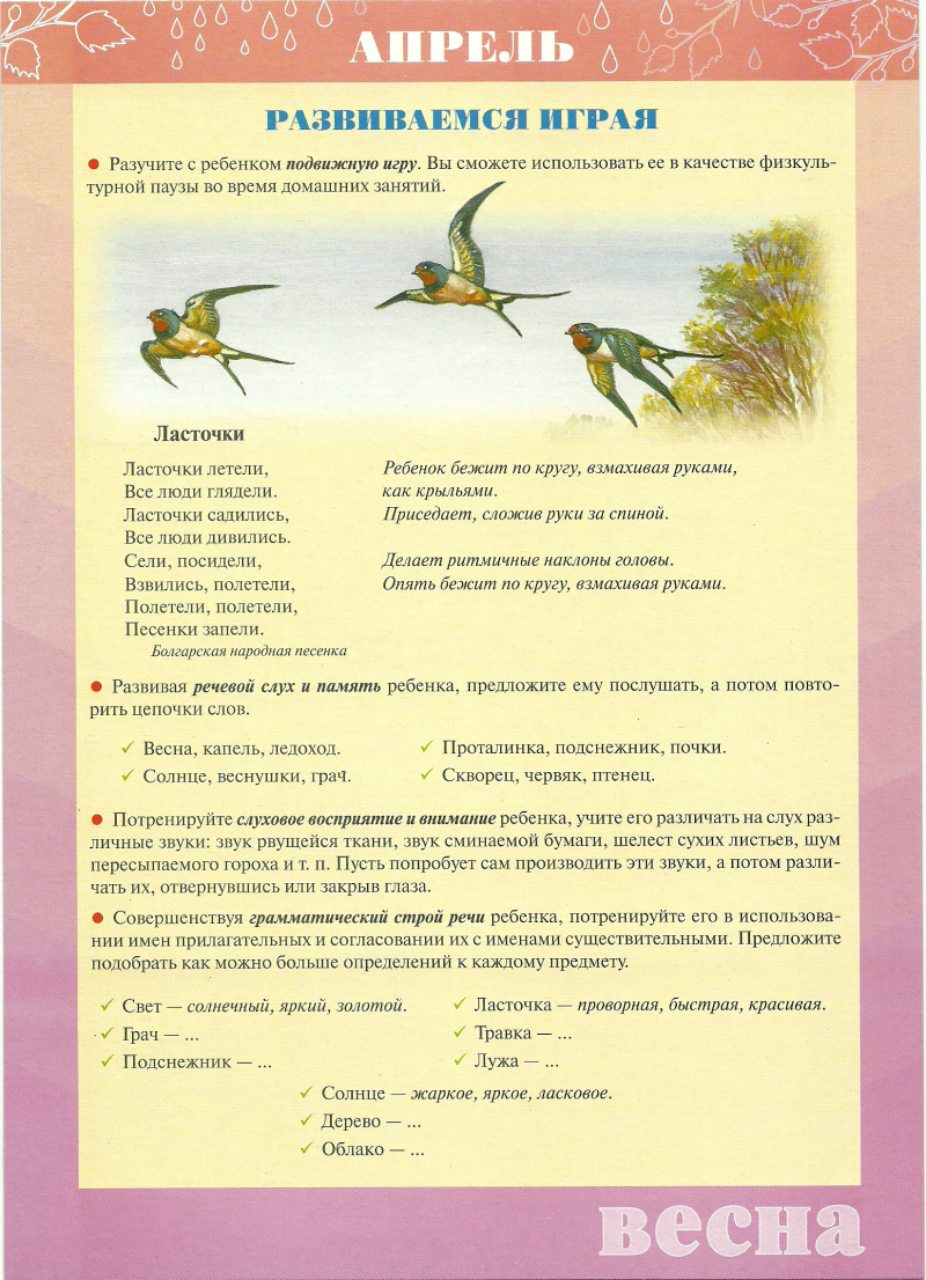 АПРЕЛЬ
РАЗВИВАЕМСЯ ИГРАЯ
● Разучите с ребенком подвижную игру. Вы сможете использовать ее в качестве физкуль-
турной паузы во время домашних занятий.
Ласточки
Ласточки летели,
Все люди глядели.
Ласточки садились,
Все люди дивились.
Сели, посидели,
Взвились, полетели,
Полетели, полетели,
Песенки запели.
Болгарская народная песенка
Ребенок бежит по кругу, взмахивая руками,
как крыльями.
Приседает, сложив руки за спиной.
Делает ритмичные наклоны головы.
Опять бежит по кругу, взмахивая руками.
● Развивая речевой слух и память ребенка, предложите ему послушать, а потом повто-
рить цепочки слов.
✓ Весна, капель, ледоход.
✓ Солнце, веснушки, грач.
✓ Проталинка, подснежник, почки.
✓ Скворец, червяк, птенец.
● Потренируйте слуховое восприятие и внимание ребенка, учите его различать на слух раз-
личные звуки: звук рвущейся ткани, звук сминаемой бумаги, шелест сухих листьев, шум
пересыпаемого гороха и т. п. Пусть попробует сам производить эти звуки, а потом разли-
чать их, отвернувшись или закрыв глаза.
● Совершенствуя грамматический строй речи ребенка, потренируйте его в использова-
нии имен прилагательных и согласовании их с именами существительными. Предложите
подобрать как можно больше определений к каждому предмету.
✓ Свет — солнечный, яркий, золотой.
✓ Грач — ...
✓ Подснежник — ...
✓ Ласточка — проворная, быстрая, красивая.
✓ Травка — ...
✓ Лужа — ...
✓ Солнце — жаркое, яркое, ласковое.
✓ Дерево — ...
✓ Облако — ...
весна